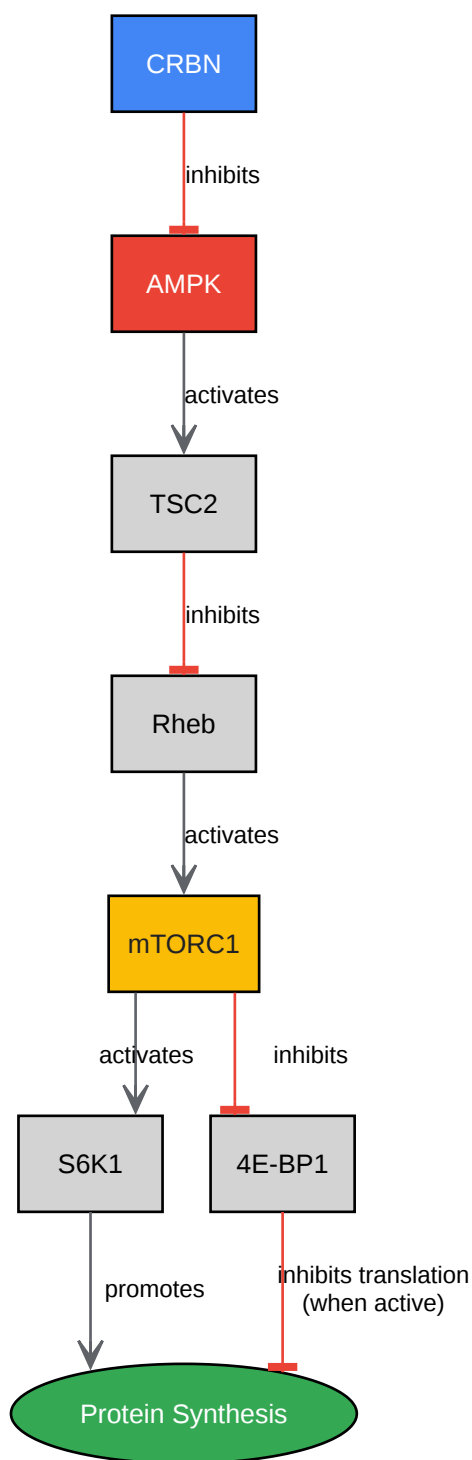 CRBN
inhibits
AMPK
activates
TSC2
inhibits
Rheb
activates
mTORC1
activates
inhibits
S6K1
4E-BP1
promotes
inhibits translation
(when active)
Protein Synthesis